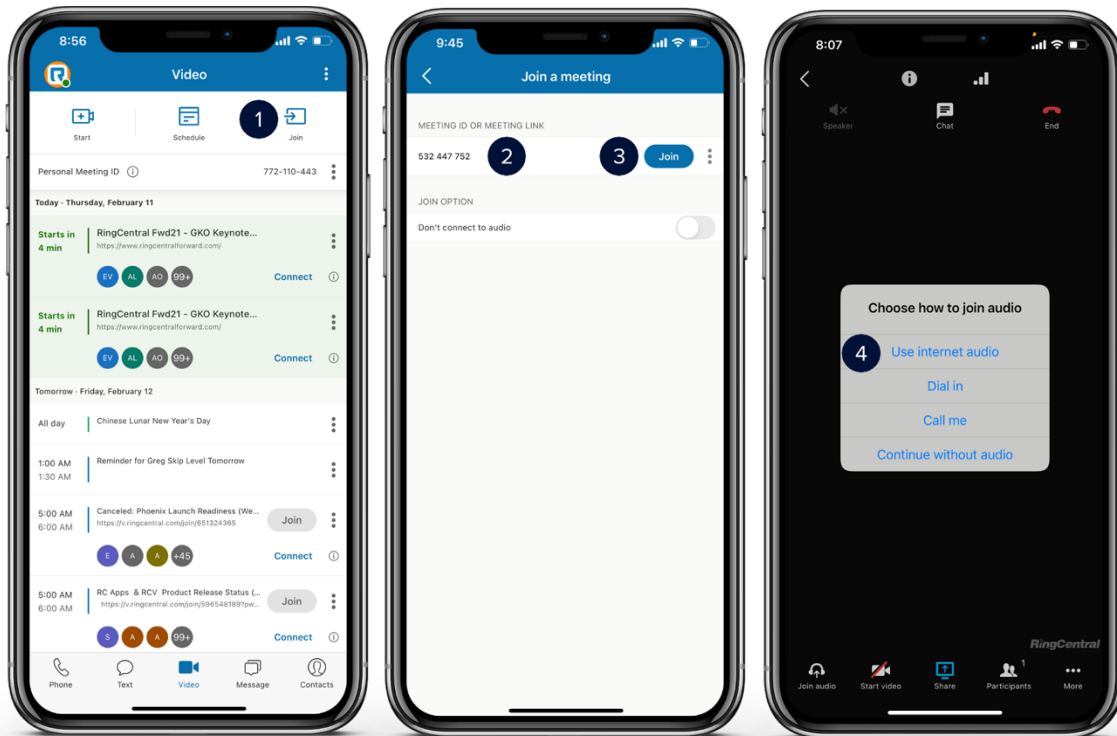 8:56
Video
Start
Schedule
1
Join
Personal Meeting ID
772-110-443
Today · Thursday, February 11
Starts in
4 min
RingCentral Fwd21 - GKO Keynote...
https://www.ringcentralforward.com/
EV AL AO 99+
Connect
Starts in
4 min
RingCentral Fwd21 - GKO Keynote...
https://www.ringcentralforward.com/
EV AL AO 99+
Connect
Tomorrow · Friday, February 12
All day
Chinese Lunar New Year's Day
1:00 AM
1:30 AM
Reminder for Greg Skip Level Tomorrow
5:00 AM
6:00 AM
Canceled: Phoenix Launch Readiness (We...
https://v.ringcentral.com/join/651324365
Join
E A A +45
Connect
5:00 AM
6:00 AM
RC Apps & RCV Product Release Status (...
https://v.ringcentral.com/join/596548189?pw...
Join
S A A 99+
Connect
Phone
Text
Video
Message
Contacts
9:45
Join a meeting
MEETING ID OR MEETING LINK
532 447 752
2
3
Join
JOIN OPTION
Don't connect to audio
8:07
Speaker
Chat
End
Choose how to join audio
4
Use internet audio
Dial in
Call me
Continue without audio
RingCentral
Join audio
Start video
Share
1
Participants
More